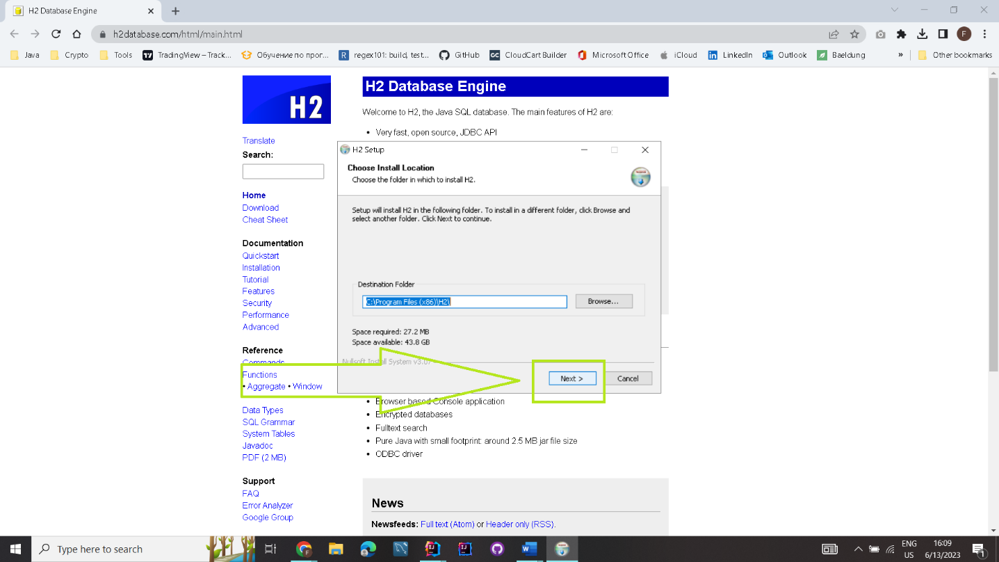 H2 Database Engine
h2database.com/html/main.html
F
Java
Crypto
Tools
TradingView – Track...
Обучение по прог...
regex101: build, test...
GitHub
CloudCart Builder
Microsoft Office
iCloud
LinkedIn
Outlook
Baeldung
»
Other bookmarks
H2
Translate
Search:
Home
Download
Cheat Sheet
Documentation
Quickstart
Installation
Tutorial
Features
Security
Performance
Advanced
Reference
Commands
Functions
• Aggregate • Window
Data Types
SQL Grammar
System Tables
Javadoc
PDF (2 MB)
Support
FAQ
Error Analyzer
Google Group
H2 Database Engine
Welcome to H2, the Java SQL database. The main features of H2 are:
• Very fast, open source, JDBC API
H2 Setup
Choose Install Location
Choose the folder in which to install H2.
Setup will install H2 in the following folder. To install in a different folder, click Browse and
select another folder. Click Next to continue.
Destination Folder
C:\Program Files (x86)\H2\
Browse...
Space required: 27.2 MB
Space available: 43.8 GB
Nullsoft Install System v3.07
Next >
Cancel
• Browser based Console application
• Encrypted databases
• Fulltext search
• Pure Java with small footprint: around 2.5 MB jar file size
• ODBC driver
News
Newsfeeds: Full text (Atom) or Header only (RSS).
Type here to search
ENG
US
16:09
6/13/2023
1